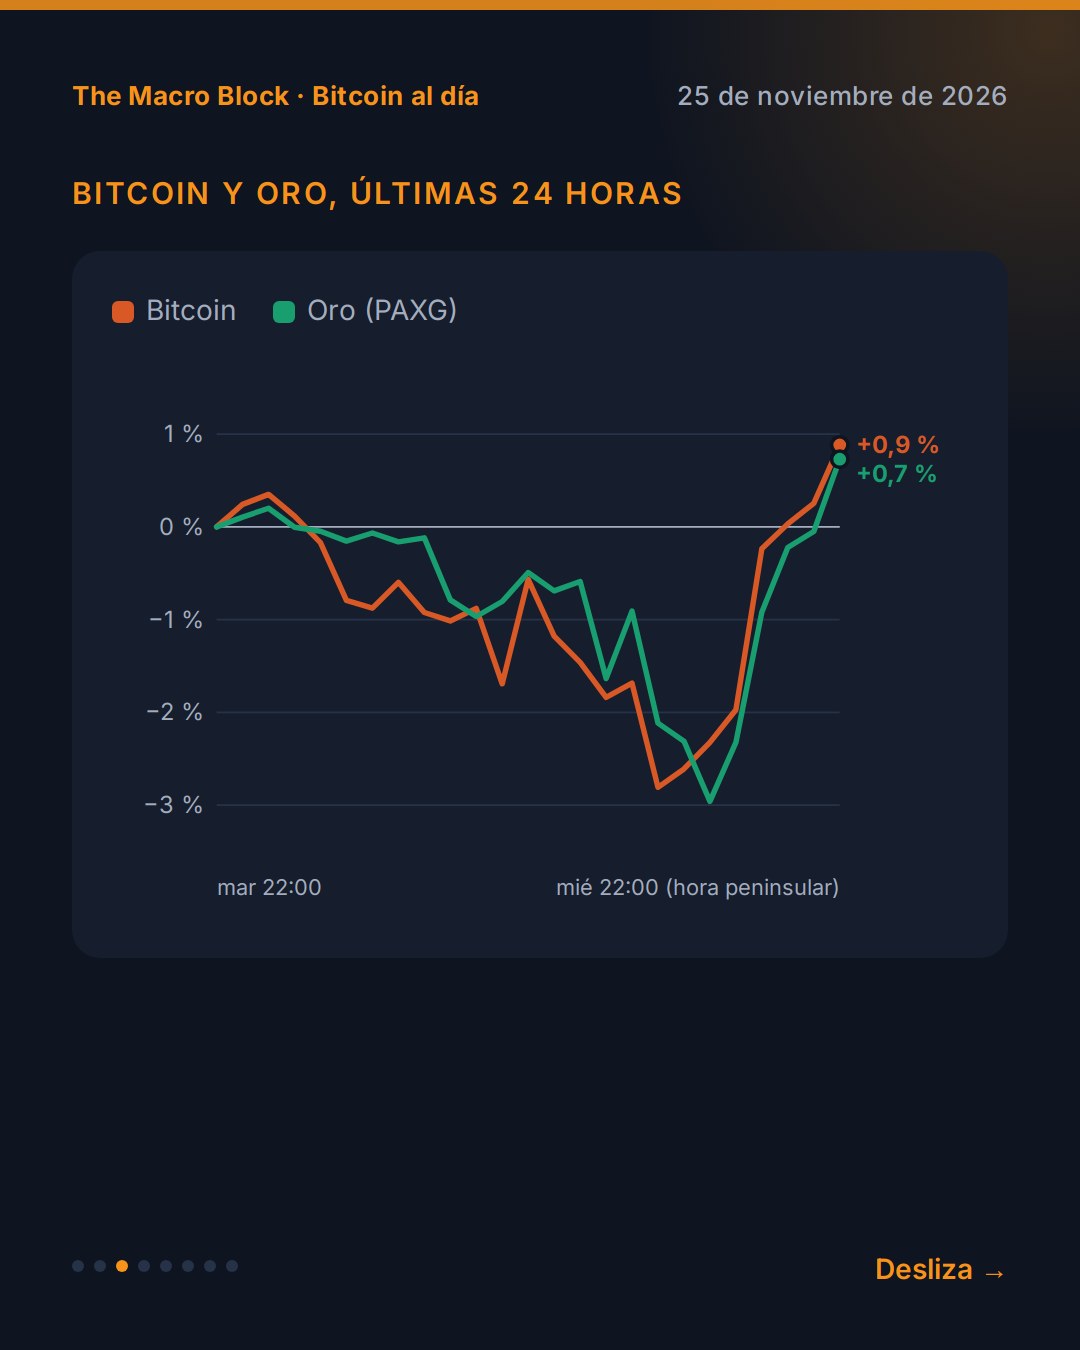 The Macro Block · Bitcoin al día
25 de noviembre de 2026
BITCOIN Y ORO, ÚLTIMAS 24 HORAS
Bitcoin
Oro (PAXG)
1 %
0 %
−1 %
−2 %
−3 %
+0,9 %
+0,7 %
mar 22:00
mié 22:00 (hora peninsular)
Desliza →